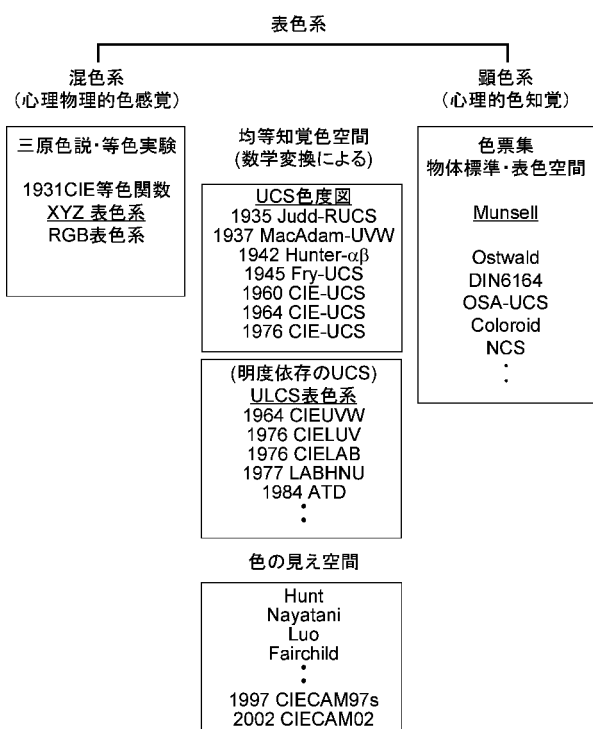 表色系
混色系
(心理物理的色感覚)
三原色説・等色実験
1931CIE等色関数
XYZ 表色系
RGB表色系
均等知覚色空間
(数学変換による)
UCS色度図
1935 Judd-RUCS
1937 MacAdam-UVW
1942 Hunter-αβ
1945 Fry-UCS
1960 CIE-UCS
1964 CIE-UCS
1976 CIE-UCS
(明度依存のUCS)
ULCS表色系
1964 CIEUVW
1976 CIELUV
1976 CIELAB
1977 LABHNU
1984 ATD
・
・
色の見え空間
Hunt
Nayatani
Luo
Fairchild
・
・
1997 CIECAM97s
2002 CIECAM02
顕色系
(心理的色知覚)
色票集
物体標準・表色空間
Munsell
Ostwald
DIN6164
OSA-UCS
Coloroid
NCS
・
・